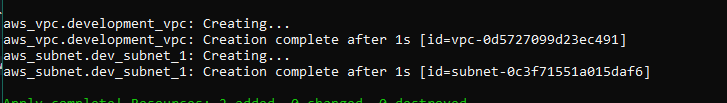 aws_vpc.development_vpc: Creating...
aws_vpc.development_vpc: Creation complete after 1s [id=vpc-0d5727099d23ec491]
aws_subnet.dev_subnet_1: Creating...
aws_subnet.dev_subnet_1: Creation complete after 1s [id=subnet-0c3f71551a015daf6]
Apply complete! Resources: 2 added, 0 changed, 0 destroyed